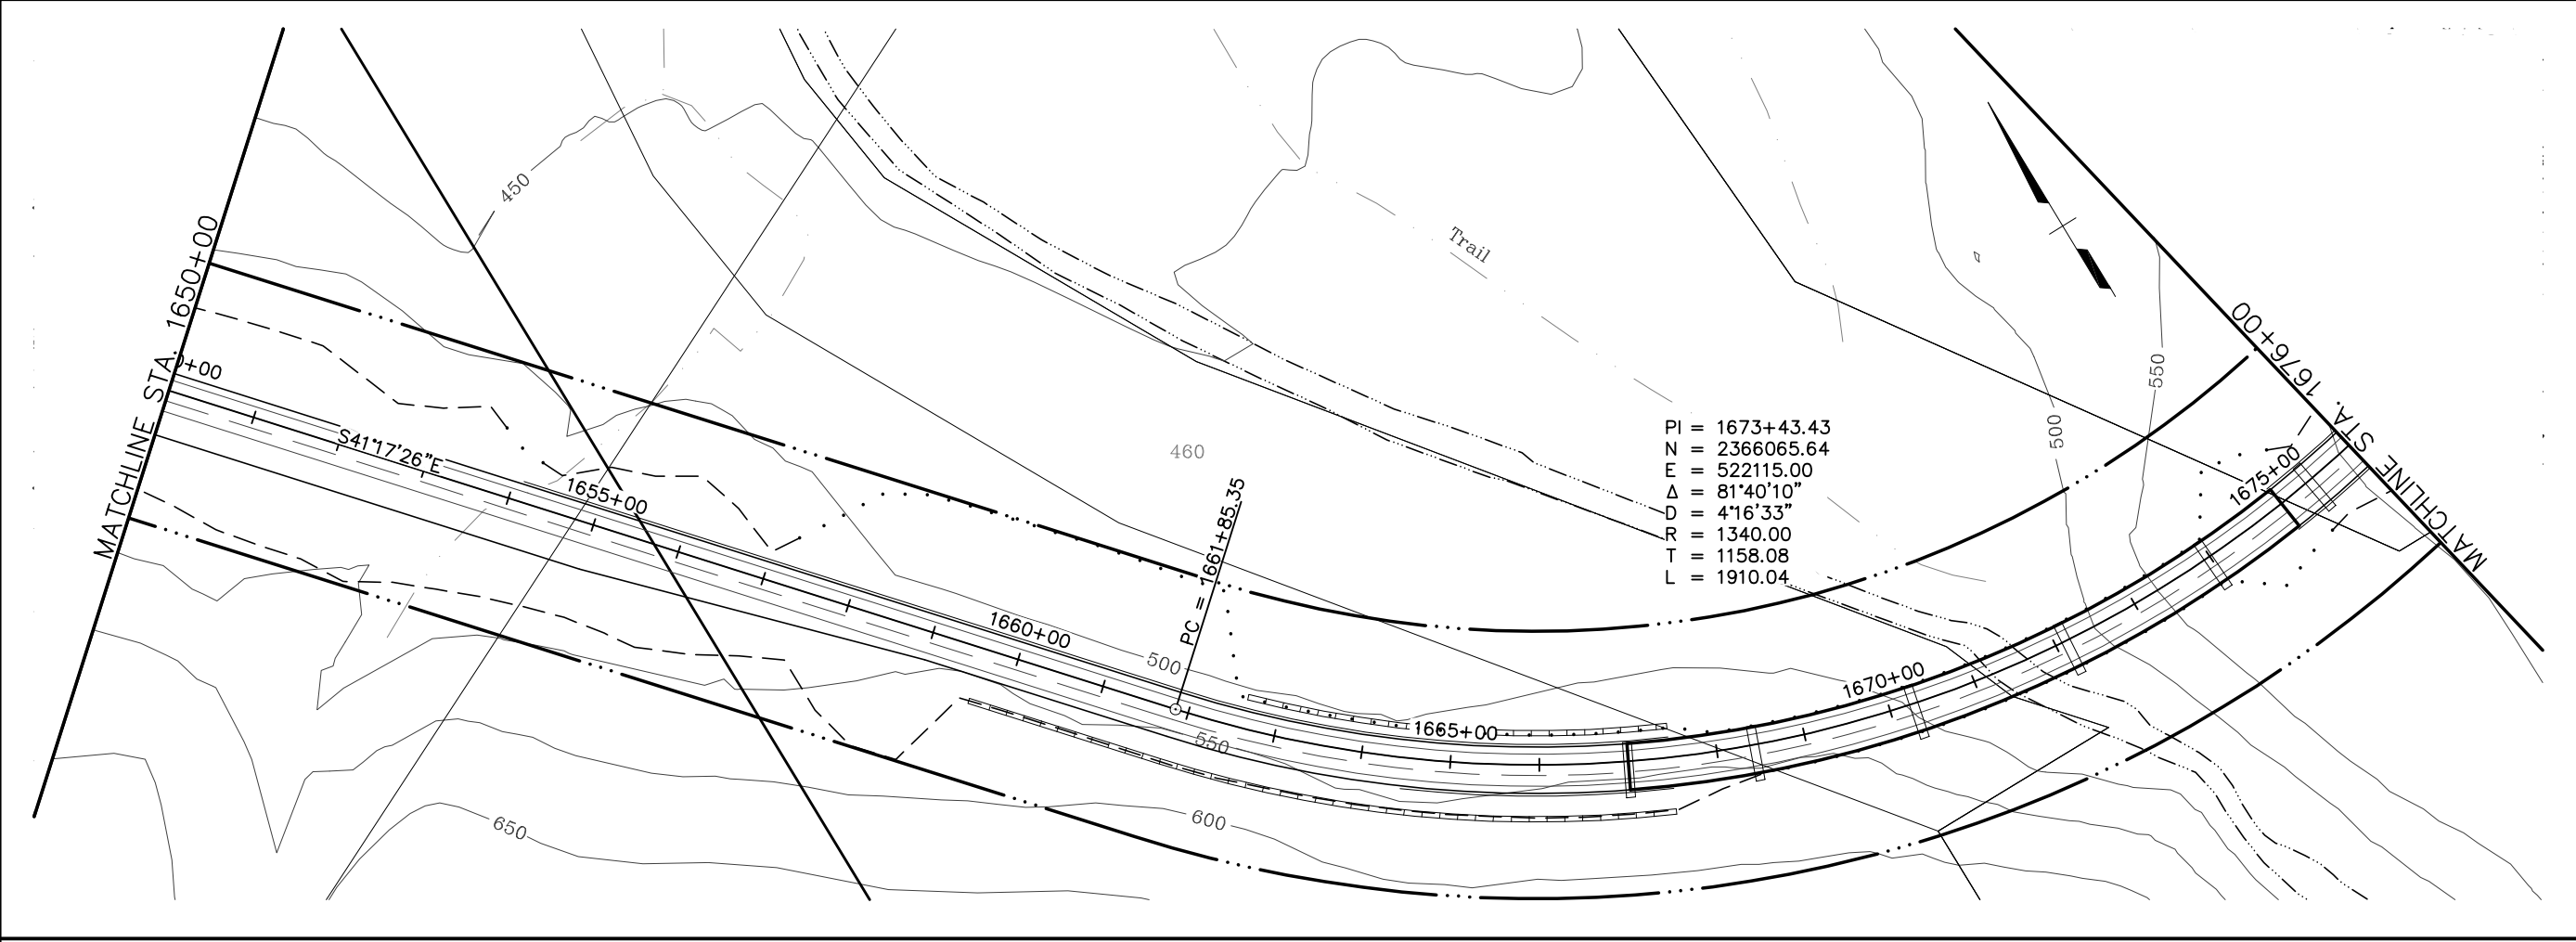 450
MATCHLINE STA. 1650+00
0+00
S41°17'26"E
1655+00
1660+00
PC = 1661+85.35
460
Trail
500
550
600
650
1665+00
PI = 1673+43.43
N = 2366065.64
E = 522115.00
Δ = 81°40'10"
D = 4°16'33"
R = 1340.00
T = 1158.08
L = 1910.04
1670+00
500
550
1675+00
MATCHLINE STA. 1676+00